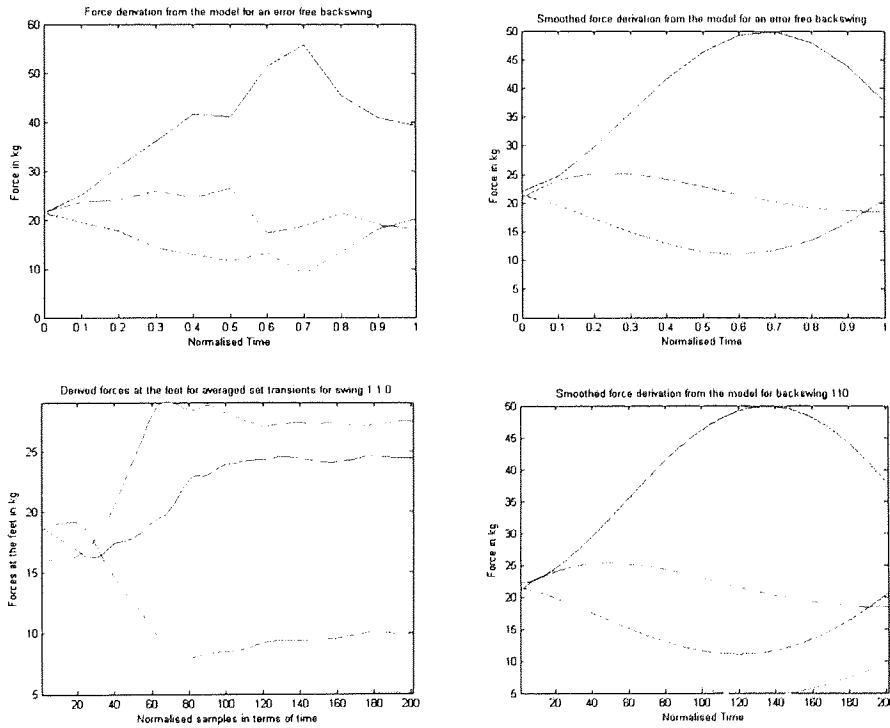 Force derivation from the model for an error free backswing
60
50
40
30
20
10
0
Force in kg
0 0.1 0.2 0.3 0.4 0.5 0.6 0.7 0.8 0.9 1
Normalised Time
Smoothed force derivation from the model for an error free backswing
50
45
40
35
30
25
20
15
10
5
0
Force in kg
0 0.1 0.2 0.3 0.4 0.5 0.6 0.7 0.8 0.9 1
Normalised Time
Derived forces at the feet for averaged set transients for swing 1 1 0
25
20
15
10
5
Forces at the feet in kg
20 40 60 80 100 120 140 160 180 200
Normalised samples in terms of time
Smoothed force derivation from the model for backswing 110
50
45
40
35
30
25
20
15
10
5
Force in kg
20 40 60 80 100 120 140 160 180 200
Normalised Time